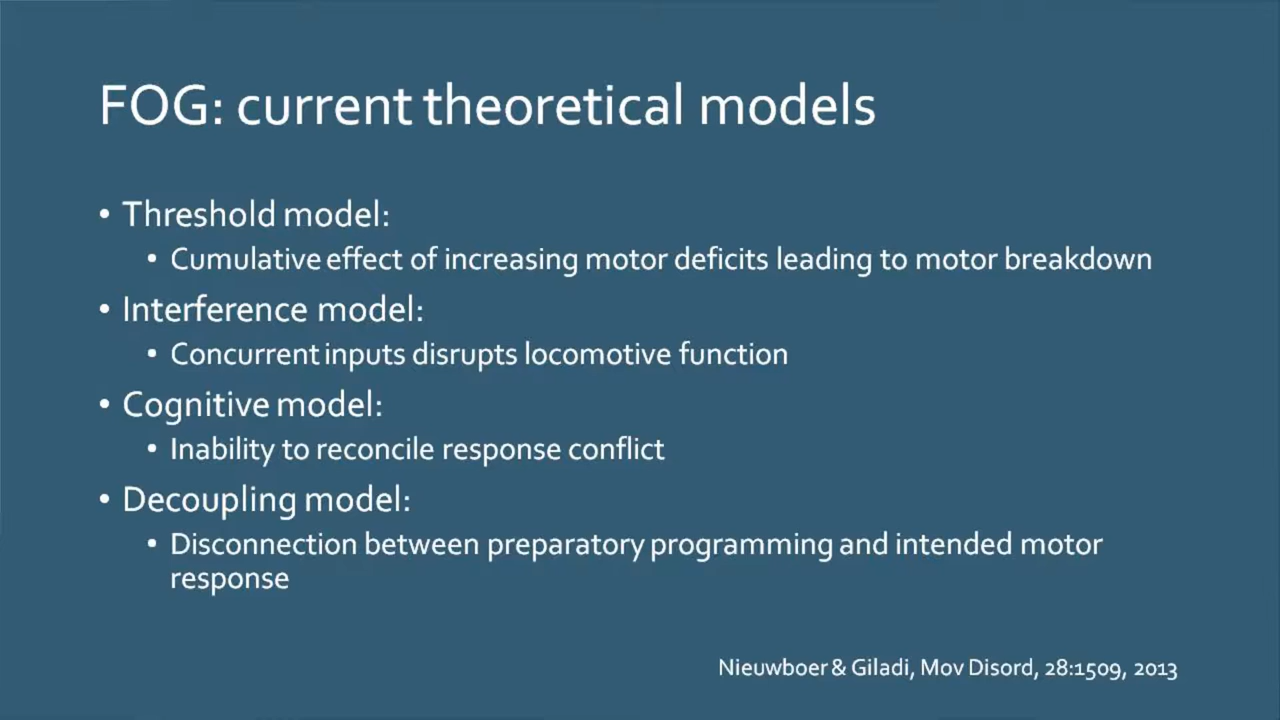 FOG: current theoretical models
• Threshold model:
• Cumulative effect of increasing motor deficits leading to motor breakdown
• Interference model:
• Concurrent inputs disrupts locomotive function
• Cognitive model:
• Inability to reconcile response conflict
• Decoupling model:
• Disconnection between preparatory programming and intended motor
response
Nieuwboer & Giladi, Mov Disord, 28:1509, 2013